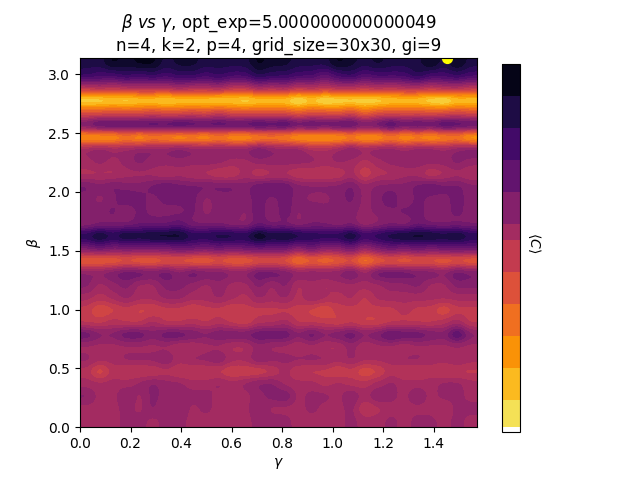 β vs γ, opt_exp=5.000000000000049
n=4, k=2, p=4, grid_size=30x30, gi=9
3.0
2.5
2.0
1.5
1.0
0.5
0.0
β
0.0 0.2 0.4 0.6 0.8 1.0 1.2 1.4
γ
⟨C⟩